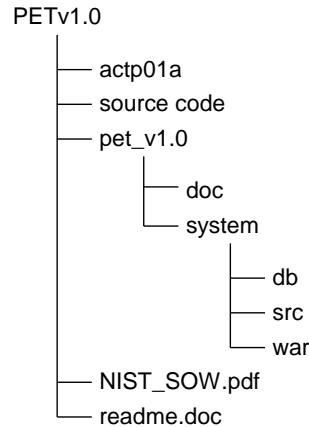 PETv1.0
actp01a
source code
pet_v1.0
doc
system
db
src
war
NIST_SOW.pdf
readme.doc